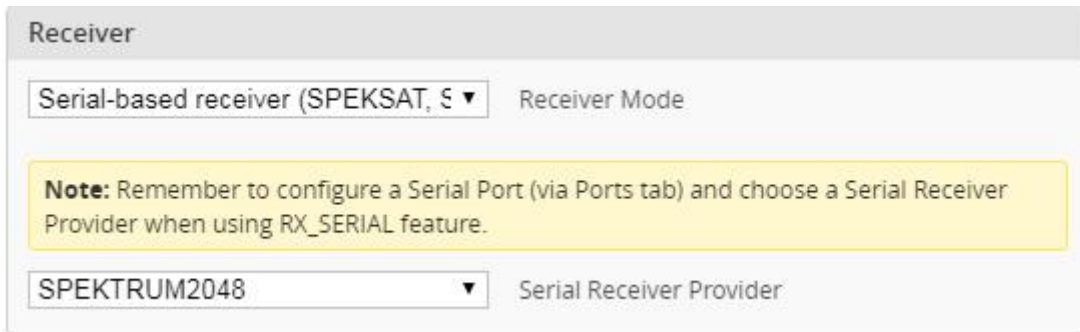 Receiver
Serial-based receiver (SPEKSAT, S
Receiver Mode
Note: Remember to configure a Serial Port (via Ports tab) and choose a Serial Receiver
Provider when using RX_SERIAL feature.
SPEKTRUM2048
Serial Receiver Provider